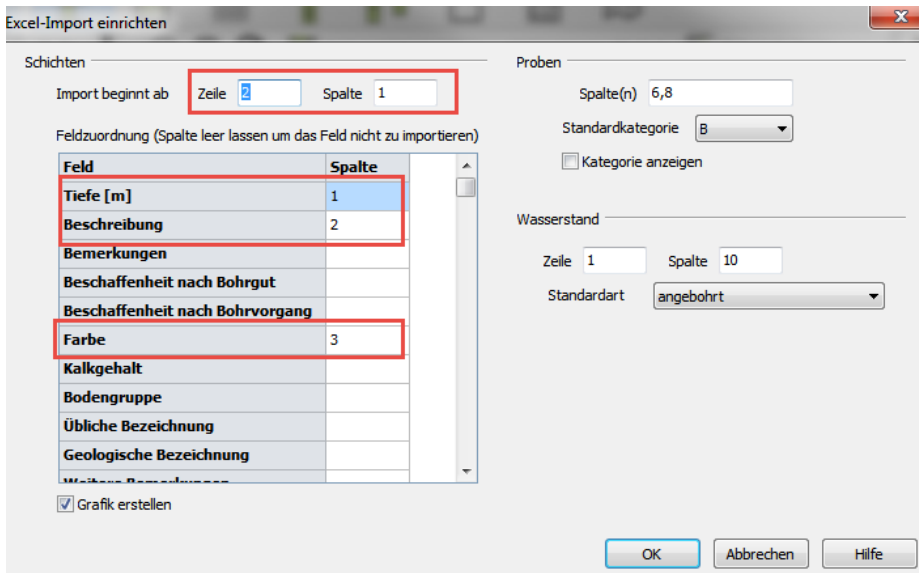 Excel-Import einrichten
Schichten
Import beginnt ab Zeile 2 Spalte 1
Feldzuordnung (Spalte leer lassen um das Feld nicht zu importieren)
Feld Spalte
Tiefe [m] 1
Beschreibung 2
Bemerkungen
Beschaffenheit nach Bohrgut
Beschaffenheit nach Bohrvorgang
Farbe 3
Kalkgehalt
Bodengruppe
Übliche Bezeichnung
Geologische Bezeichnung
Weitere Bemerkungen
Grafik erstellen
Proben
Spalte(n) 6,8
Standardkategorie B
Kategorie anzeigen
Wasserstand
Zeile 1 Spalte 10
Standardart angebohrt
OK Abbrechen Hilfe